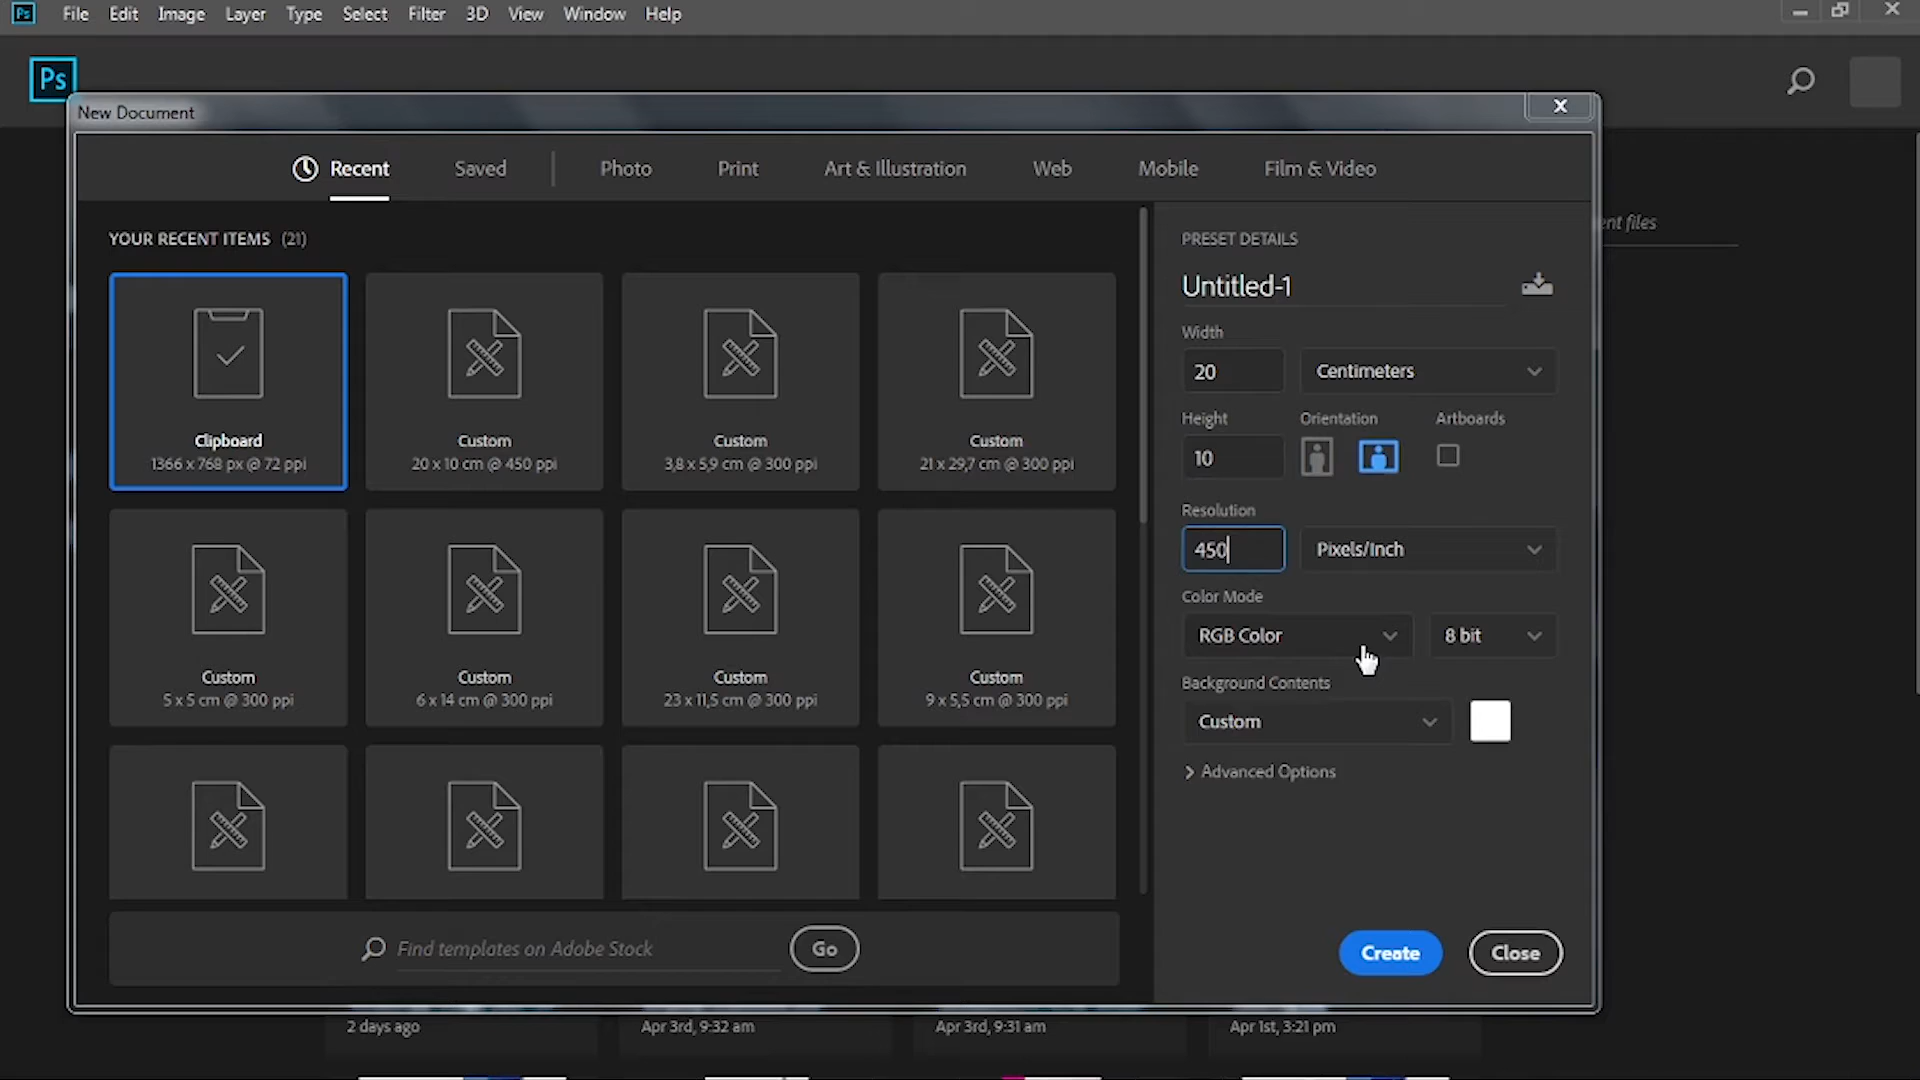 Ps File Edit Image Layer Type Select Filter 3D View Window Help
Ps
New Document
Recent Saved Photo Print Art & Illustration Web Mobile Film & Video
YOUR RECENT ITEMS (21)
Clipboard
1366 x 768 px @ 72 ppi
Custom
20 x 10 cm @ 450 ppi
Custom
3,8 x 5,9 cm @ 300 ppi
Custom
21 x 29,7 cm @ 300 ppi
Custom
5 x 5 cm @ 300 ppi
Custom
6 x 14 cm @ 300 ppi
Custom
23 x 11,5 cm @ 300 ppi
Custom
9 x 5,5 cm @ 300 ppi
Find templates on Adobe Stock Go
PRESET DETAILS
Untitled-1
Width
20 Centimeters
Height Orientation Artboards
10
Resolution
450 Pixels/Inch
Color Mode
RGB Color 8 bit
Background Contents
Custom
Advanced Options
Create Close
files
2 days ago Apr 3rd, 9:32 am Apr 3rd, 9:31 am Apr 1st, 3:21 pm